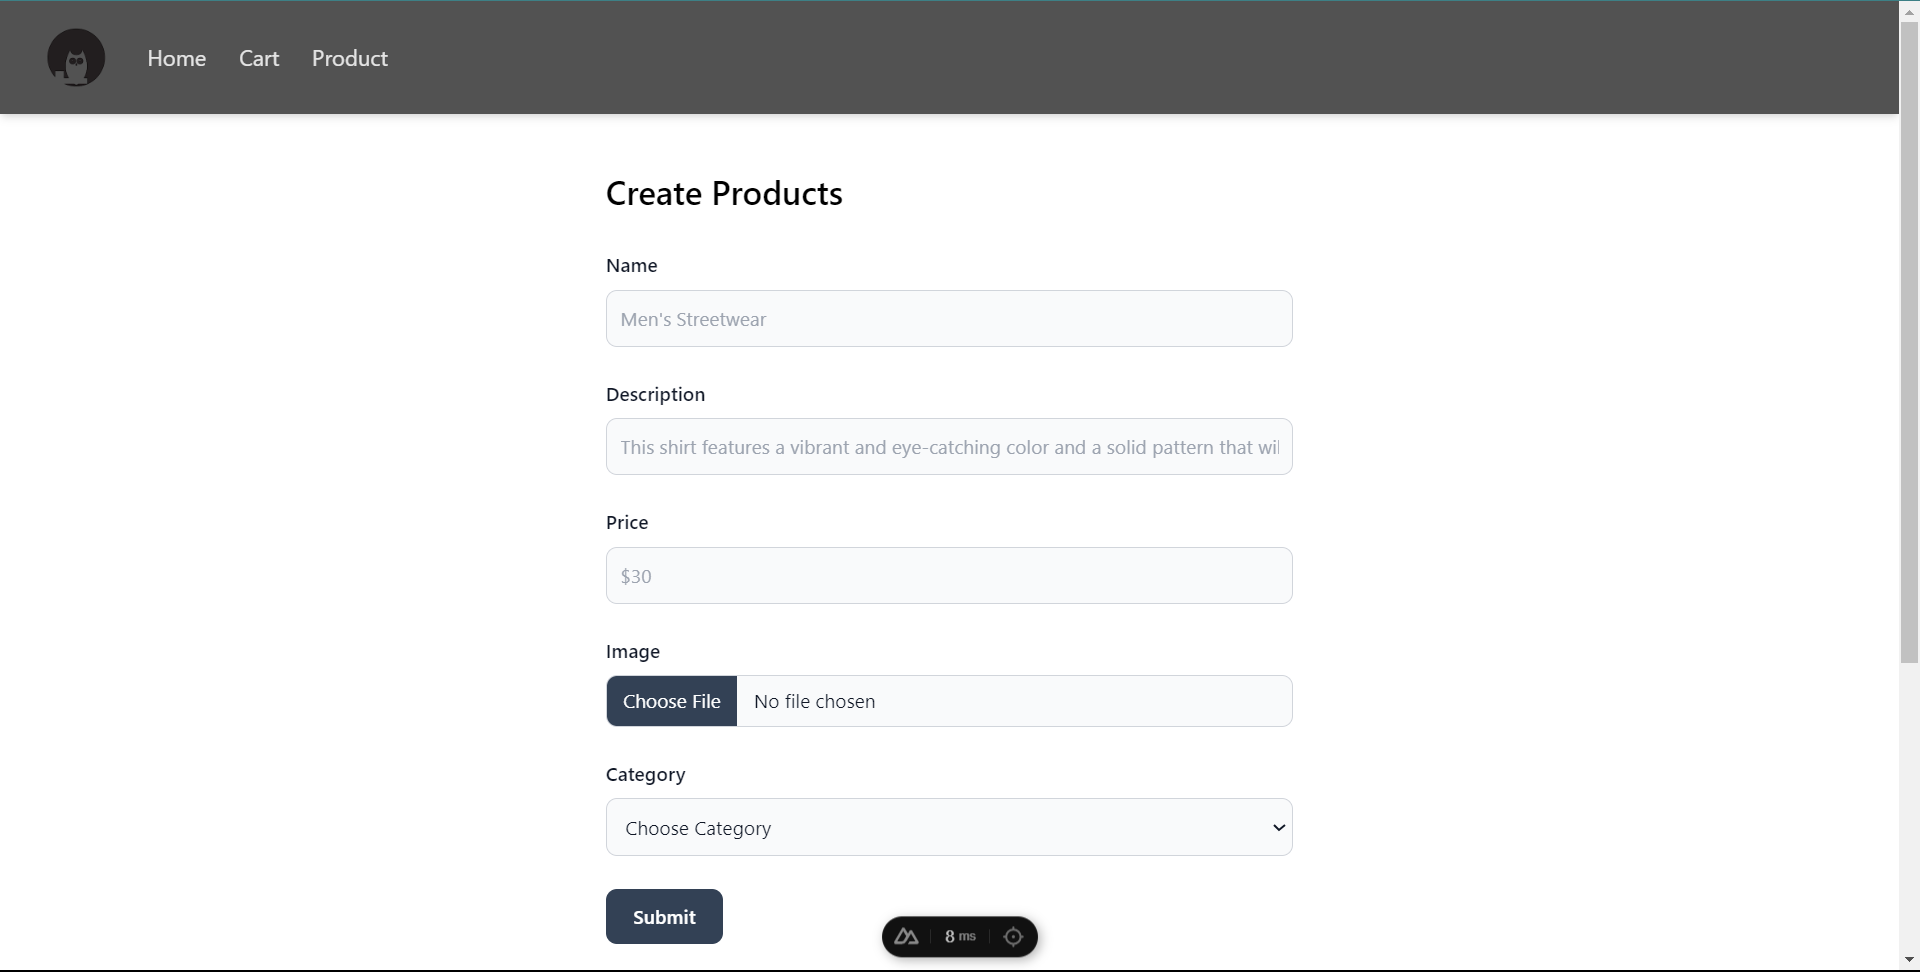 Home Cart Product
Create Products
Name
Men's Streetwear
Description
This shirt features a vibrant and eye-catching color and a solid pattern that wil
Price
$30
Image
Choose File No file chosen
Category
Choose Category
Submit
8 ms